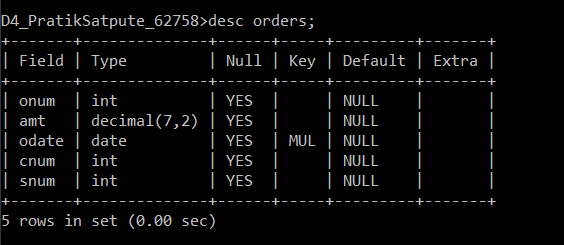 D4_PratikSatpute_62758>desc orders;
+-------+--------------+------+-----+---------+-------+
| Field | Type         | Null | Key | Default | Extra |
+-------+--------------+------+-----+---------+-------+
| onum  | int          | YES  |     | NULL    |       |
| amt   | decimal(7,2) | YES  |     | NULL    |       |
| odate | date         | YES  | MUL | NULL    |       |
| cnum  | int          | YES  |     | NULL    |       |
| snum  | int          | YES  |     | NULL    |       |
+-------+--------------+------+-----+---------+-------+
5 rows in set (0.00 sec)